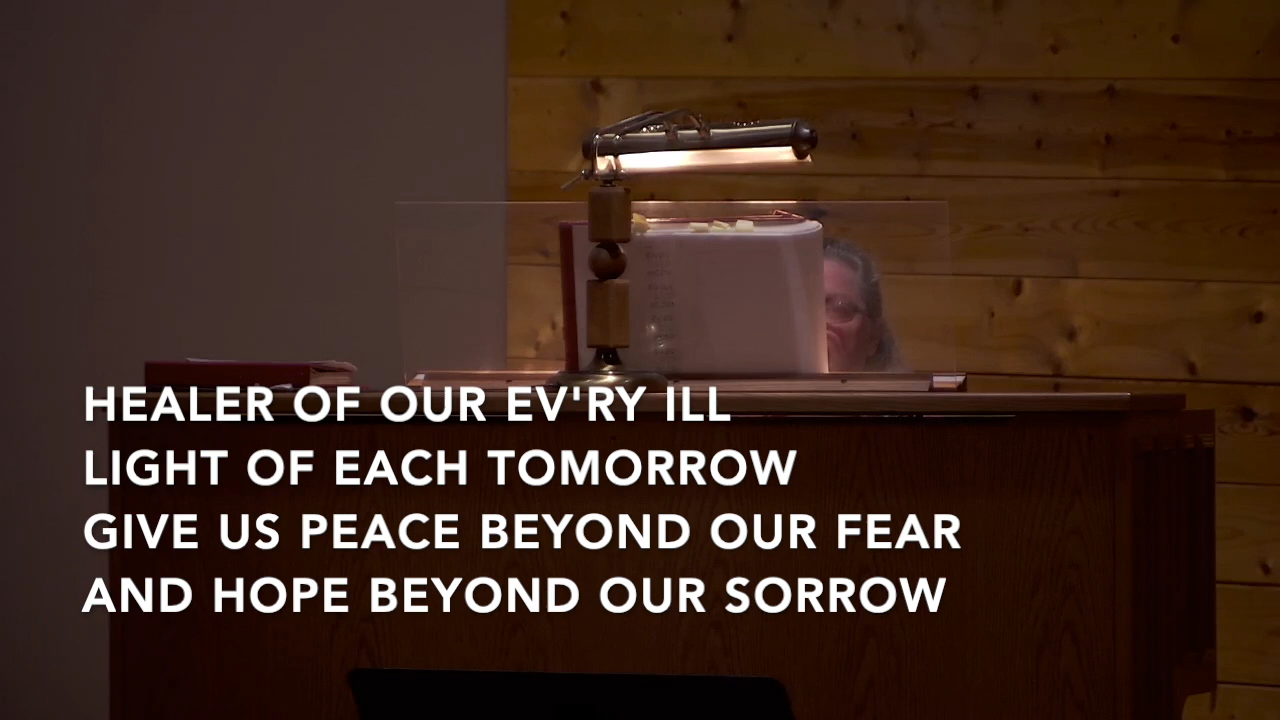 HEALER OF OUR EV'RY ILL
LIGHT OF EACH TOMORROW
GIVE US PEACE BEYOND OUR FEAR
AND HOPE BEYOND OUR SORROW